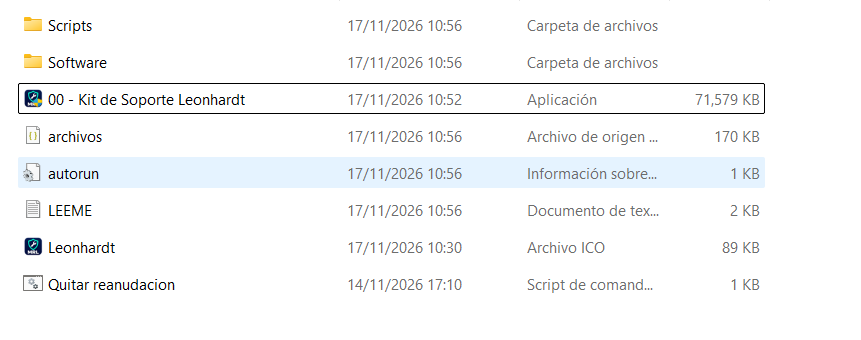 Scripts 17/11/2026 10:56 Carpeta de archivos
Software 17/11/2026 10:56 Carpeta de archivos
00 - Kit de Soporte Leonhardt 17/11/2026 10:52 Aplicación 71,579 KB
archivos 17/11/2026 10:56 Archivo de origen ... 170 KB
autorun 17/11/2026 10:56 Información sobre... 1 KB
LEEME 17/11/2026 10:56 Documento de tex... 2 KB
Leonhardt 17/11/2026 10:30 Archivo ICO 89 KB
Quitar reanudacion 14/11/2026 17:10 Script de comand... 1 KB